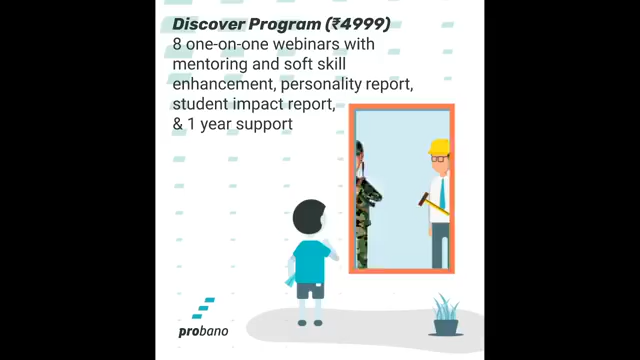 Discover Program (₹4999)
8 one-on-one webinars with
mentoring and soft skill
enhancement, personality report,
student impact report,
& 1 year support
probano